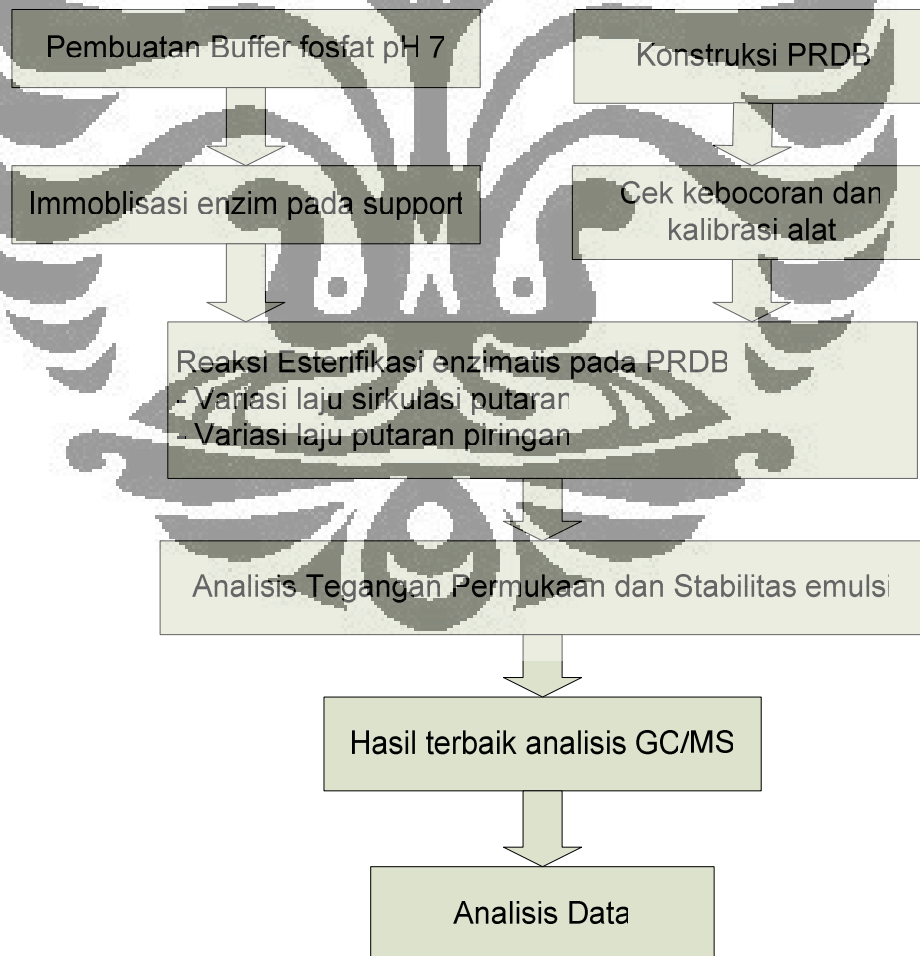 Pembuatan Buffer fosfat pH 7
Konstruksi PRDB
Immoblisasi enzim pada support
Cek kebocoran dan
kalibrasi alat
Reaksi Esterifikasi enzimatis pada PRDB
- Variasi laju sirkulasi putaran
- Variasi laju putaran piringan
Analisis Tegangan Permukaan dan Stabilitas emulsi
Hasil terbaik analisis GC/MS
Analisis Data